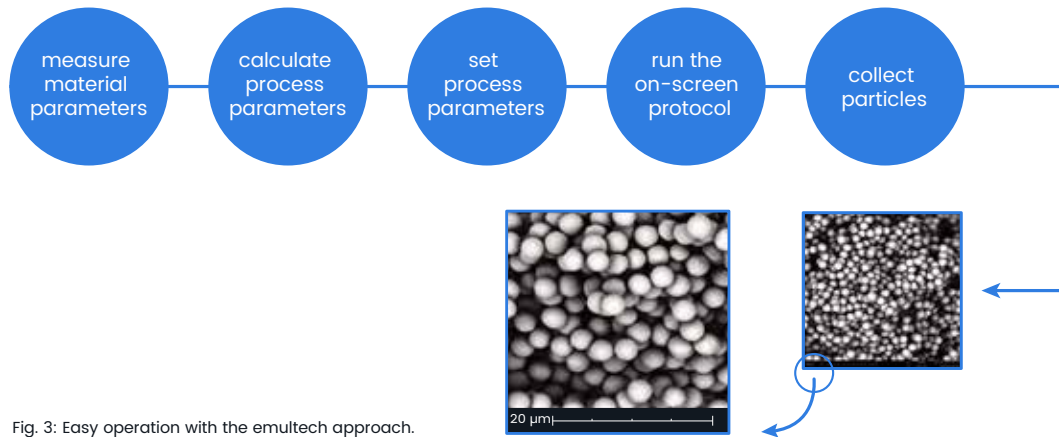 measure
material
parameters
calculate
process
parameters
set
process
parameters
run the
on-screen
protocol
collect
particles
20 µm
Fig. 3: Easy operation with the emultech approach.